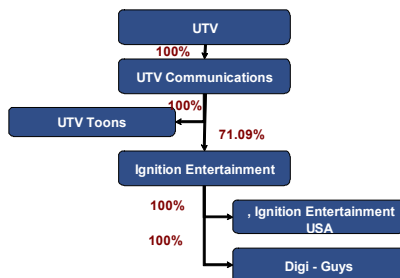 UTV
100%
UTV Communications
100%
UTV Toons
71.09%
Ignition Entertainment
100%
, Ignition Entertainment
USA
100%
Digi - Guys